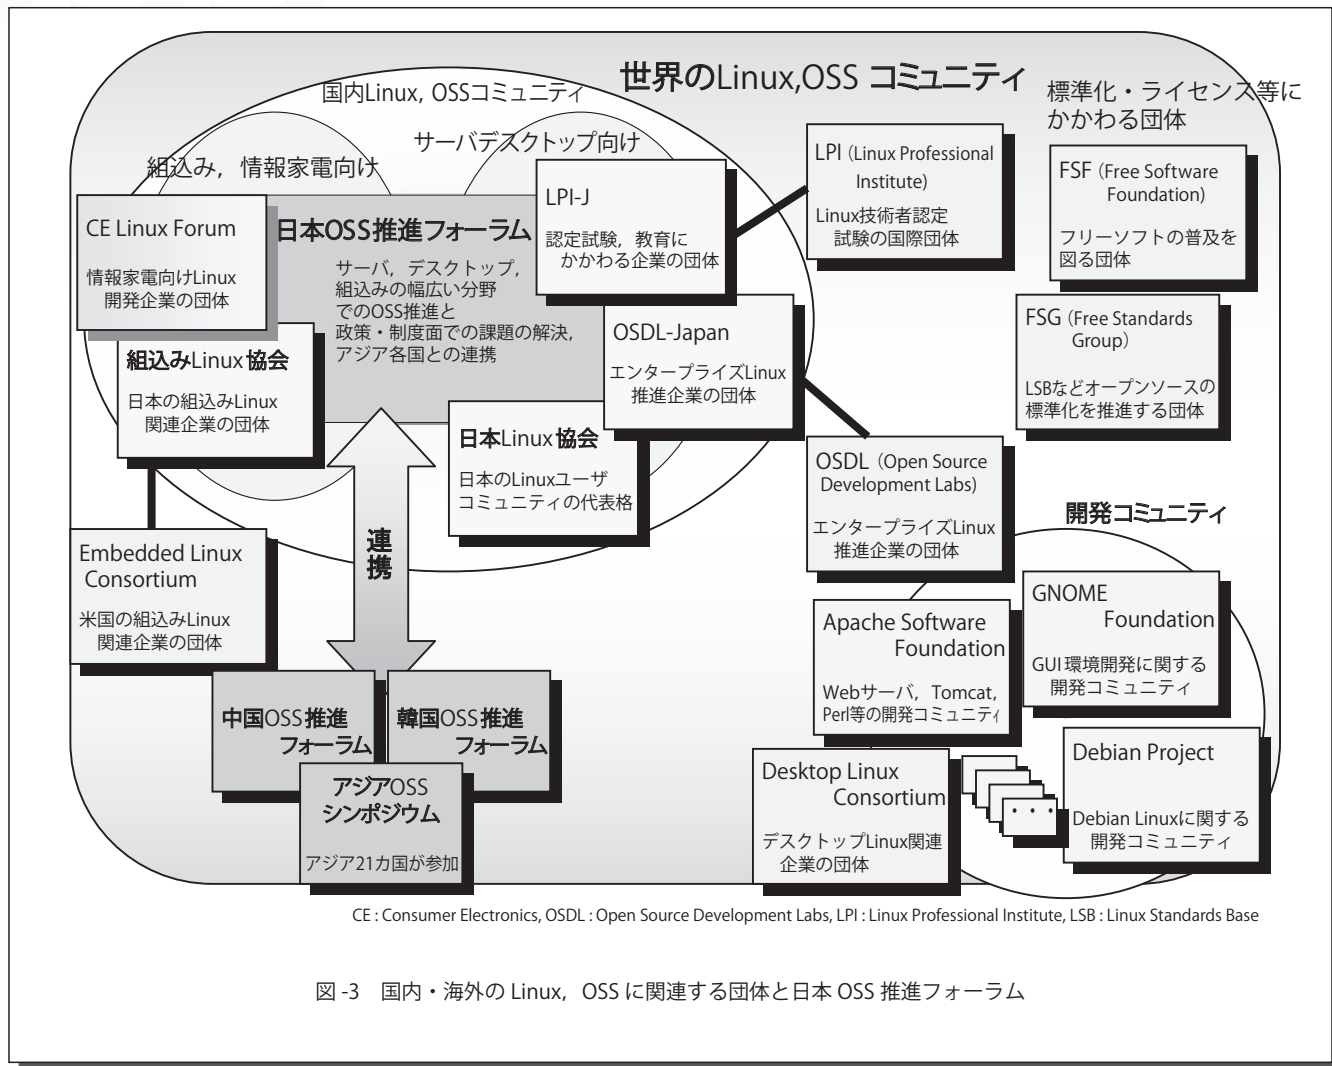 世界のLinux,OSS コミュニティ
国内Linux, OSSコミュニティ
サーバデスクトップ向け
組込み，情報家電向け
標準化・ライセンス等に
かかわる団体
CE Linux Forum
情報家電向けLinux
開発企業の団体
日本OSS推進フォーラム
サーバ，デスクトップ，
組込みの幅広い分野
でのOSS推進と
政策・制度面での課題の解決，
アジア各国との連携
LPI-J
認定試験，教育に
かかわる企業の団体
LPI（Linux Professional
Institute)
Linux技術者認定
試験の国際団体
FSF（Free Software
Foundation)
フリーソフトの普及を
図る団体
組込みLinux協会
日本の組込みLinux
関連企業の団体
OSDL-Japan
エンタープライズLinux
推進企業の団体
FSG（Free Standards
Group）
LSBなどオープンソースの
標準化を推進する団体
日本Linux協会
日本のLinuxユーザ
コミュニティの代表格
OSDL（Open Source
Development Labs)
エンタープライズLinux
推進企業の団体
連
携
Embedded Linux
Consortium
米国の組込みLinux
関連企業の団体
開発コミュニティ
Apache Software
Foundation
Webサーバ，Tomcat,
Perl等の開発コミュニティ
GNOME
Foundation
GUI環境開発に関する
開発コミュニティ
中国OSS推進
フォーラム
韓国OSS推進
フォーラム
アジアOSS
シンポジウム
アジア21カ国が参加
Desktop Linux
Consortium
デスクトップLinux関連
企業の団体
・・・
Debian Project
Debian Linuxに関する
開発コミュニティ
CE : Consumer Electronics, OSDL : Open Source Development Labs, LPI : Linux Professional Institute, LSB : Linux Standards Base
図 -3　国内・海外の Linux，OSS に関連する団体と日本 OSS 推進フォーラム